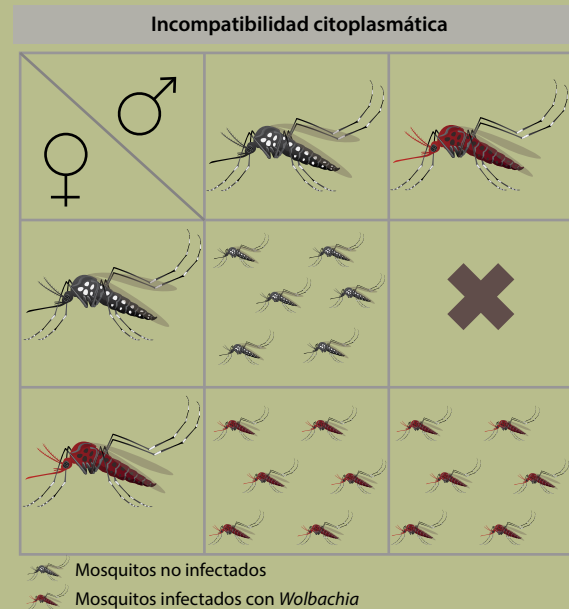 Incompatibilidad citoplasmática
Mosquitos no infectados
Mosquitos infectados con Wolbachia